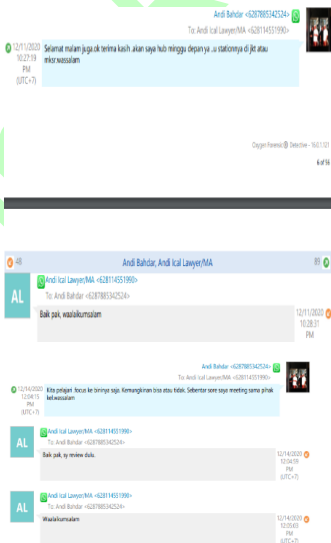 Andi Bahdar <6287885342524>
To: Andi Ical Lawyer/MA <628114551990>
12/11/2020
10:27:19
PM
(UTC+7)
Selamat malam juga.ok terima kasih .akan saya hub minggu depan ya ..u stationnya di jkt atau
mksr.wassalam
Oxygen Forensic® Detective - 16.0.1.121
6 of 16
48
Andi Bahdar, Andi Ical Lawyer/MA
89
AL
Andi Ical Lawyer/MA <628114551990>
To: Andi Bahdar <6287885342524>
Baik pak, waalaikumsalam
12/11/2020
10:28:31
PM
Andi Bahdar <6287885342524>
To: Andi Ical Lawyer/MA <628114551990>
12/14/2020
12:04:15
PM
(UTC+7)
Kita pelajari focus ke bininya saja. Kemungkinan bisa atau tidak. Sebentar sore saya meeting sama pihak
kel.wassalam
AL
Andi Ical Lawyer/MA <628114551990>
To: Andi Bahdar <6287885342524>
Baik pak, sy review dulu.
12/14/2020
12:04:59
PM
(UTC+7)
AL
Andi Ical Lawyer/MA <628114551990>
To: Andi Bahdar <6287885342524>
Waalaikumsalam
12/14/2020
12:05:03
PM
(UTC+7)